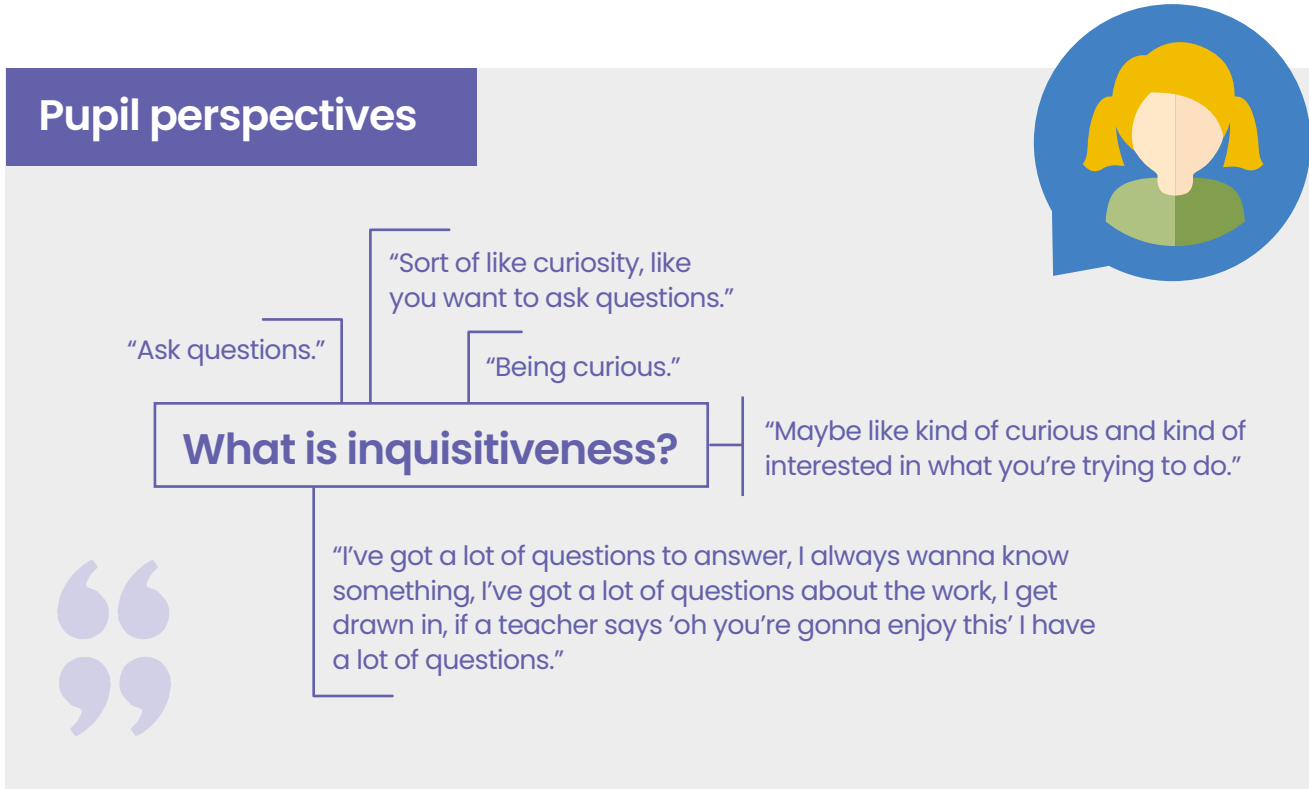 Pupil perspectives
“Sort of like curiosity, like
you want to ask questions.”
“Ask questions.”
“Being curious.”
What is inquisitiveness?
“Maybe like kind of curious and kind of
interested in what you’re trying to do.”
“I’ve got a lot of questions to answer, I always wanna know
something, I’ve got a lot of questions about the work, I get
drawn in, if a teacher says ‘oh you’re gonna enjoy this’ I have
a lot of questions.”